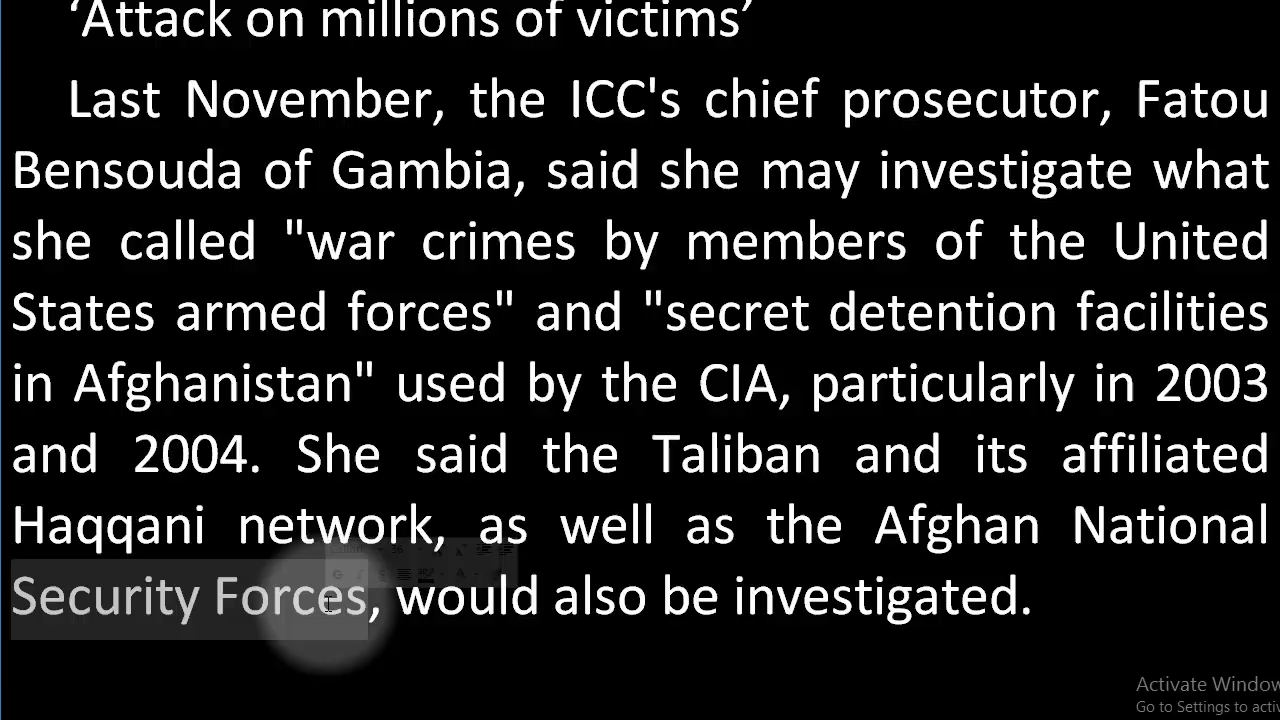 ‘Attack on millions of victims’
Last November, the ICC's chief prosecutor, Fatou
Bensouda of Gambia, said she may investigate what
she called "war crimes by members of the United
States armed forces" and "secret detention facilities
in Afghanistan" used by the CIA, particularly in 2003
and 2004. She said the Taliban and its affiliated
Haqqani network, as well as the Afghan National
Security Forces, would also be investigated.
Activate Window
Go to Settings to activ